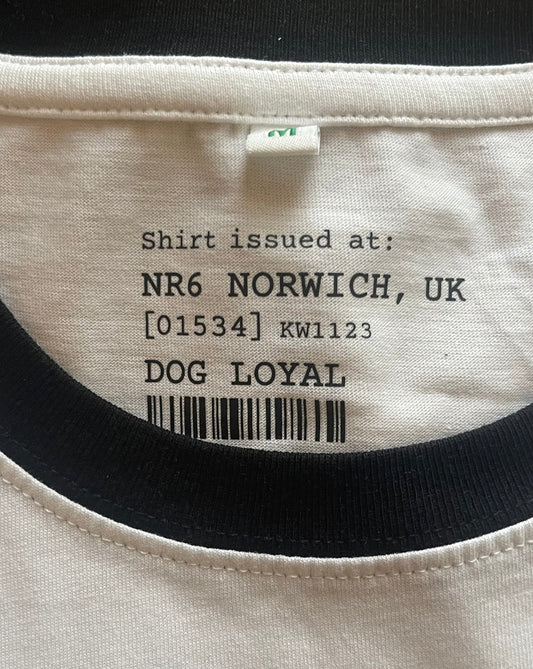 Shirt issued at:
NR6 NORWICH, UK
[01534] KW1123
DOG LOYAL